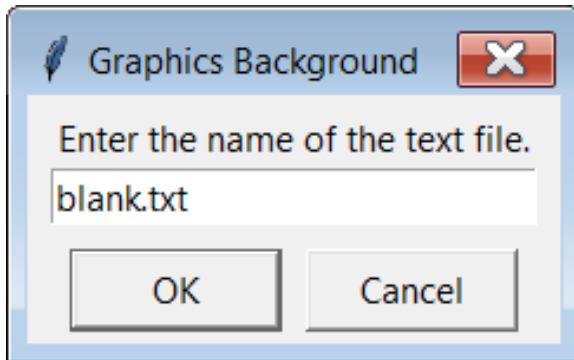 Graphics Background
Enter the name of the text file.
blank.txt
OK Cancel